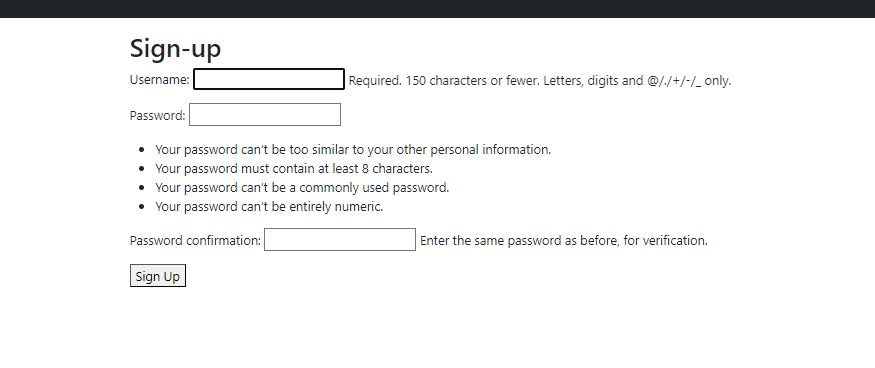 Sign-up
Username: Required. 150 characters or fewer. Letters, digits and @/./+/-/_ only.
Password:
Your password can't be too similar to your other personal information.
Your password must contain at least 8 characters.
Your password can't be a commonly used password.
Your password can't be entirely numeric.
Password confirmation: Enter the same password as before, for verification.
Sign Up